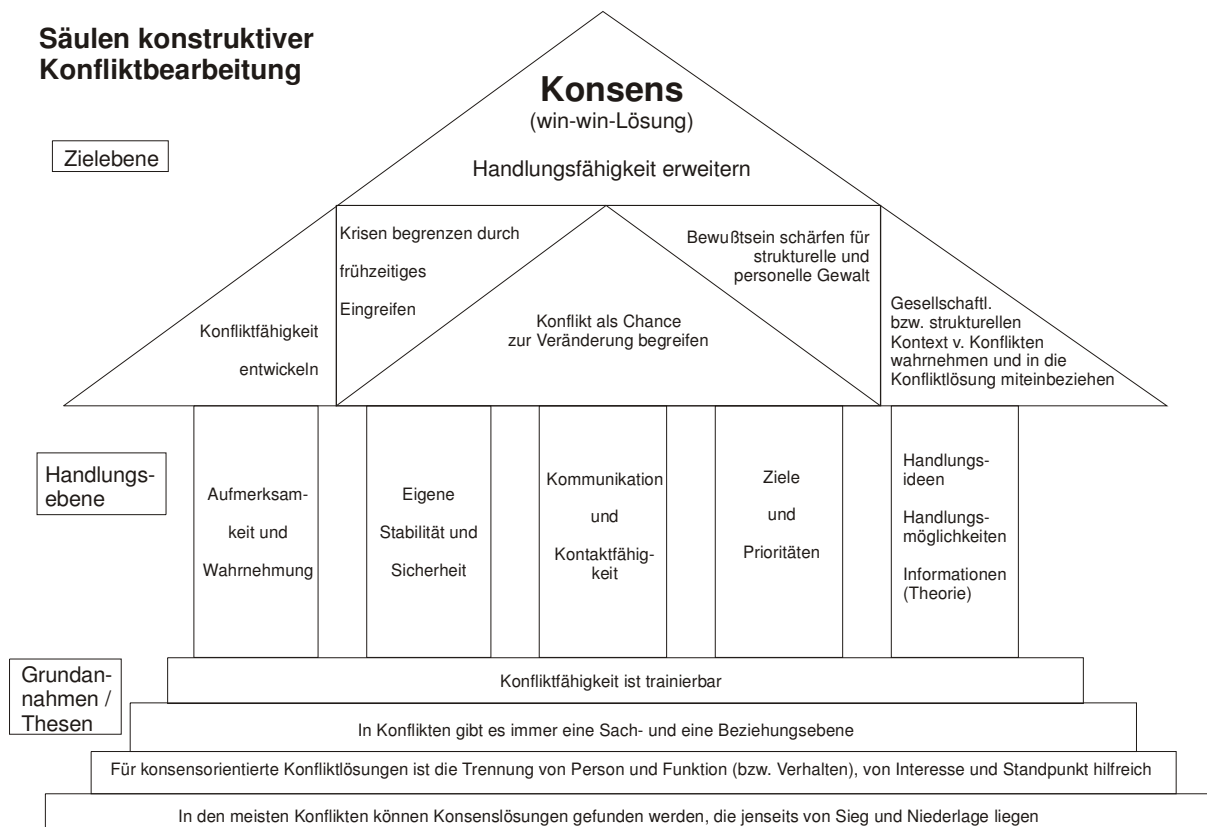 Säulen konstruktiver
Konfliktbearbeitung
Konsens
(win-win-Lösung)
Zielebene
Handlungsfähigkeit erweitern
Krisen begrenzen durch
frühzeitiges
Eingreifen
Bewußtsein schärfen für
strukturelle und
personelle Gewalt
Konfliktfähigkeit
entwickeln
Konflikt als Chance
zur Veränderung begreifen
Gesellschaftl.
bzw. strukturellen
Kontext v. Konflikten
wahrnehmen und in die
Konfliktlösung miteinbeziehen
Handlungs-
ebene
Aufmerksam-
keit und
Wahrnehmung
Eigene
Stabilität und
Sicherheit
Kommunikation
und
Kontaktfähig-
keit
Ziele
und
Prioritäten
Handlungs-
ideen
Handlungs-
möglichkeiten
Informationen
(Theorie)
Grundan-
nahmen /
Thesen
Konfliktfähigkeit ist trainierbar
In Konflikten gibt es immer eine Sach- und eine Beziehungsebene
Für konsensorientierte Konfliktlösungen ist die Trennung von Person und Funktion (bzw. Verhalten), von Interesse und Standpunkt hilfreich
In den meisten Konflikten können Konsenslösungen gefunden werden, die jenseits von Sieg und Niederlage liegen